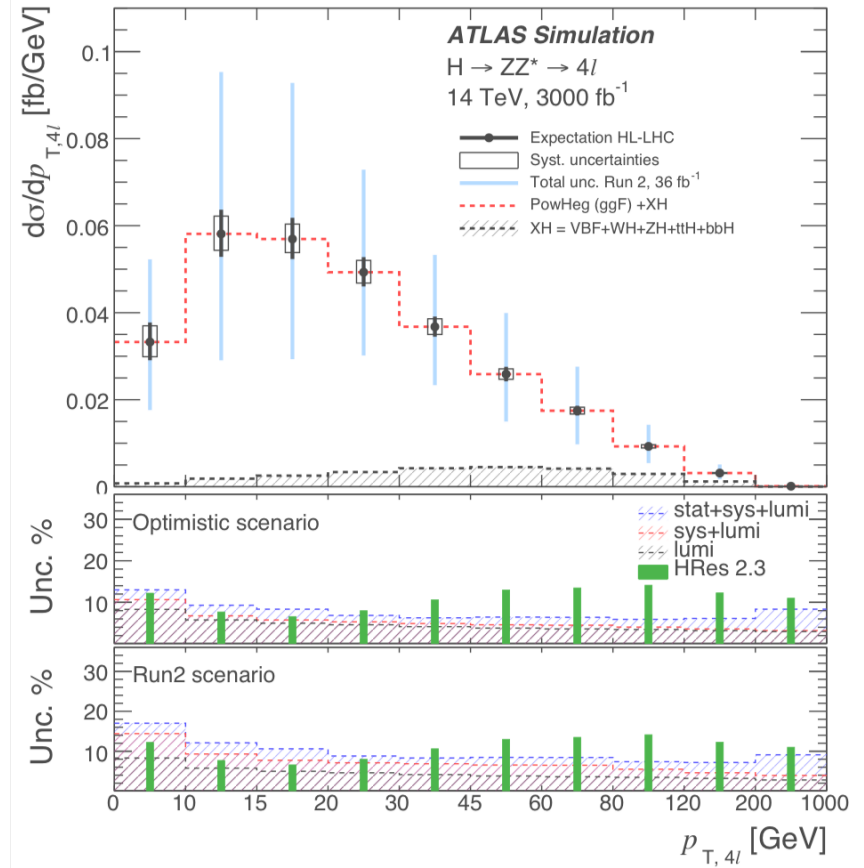 ATLAS Simulation
H → ZZ* → 4l
14 TeV, 3000 fb⁻¹
Expectation HL-LHC
Syst. uncertainties
Total unc. Run 2, 36 fb⁻¹
PowHeg (ggF) +XH
XH = VBF+WH+ZH+ttH+bbH
dσ/dp T,4l [fb/GeV]
0.1
0.08
0.06
0.04
0.02
0
Optimistic scenario
stat+sys+lumi
sys+lumi
lumi
HRes 2.3
Unc. %
30
20
10
Run2 scenario
Unc. %
30
20
10
0 10 15 20 30 45 60 80 120 200 1000
p T, 4l [GeV]